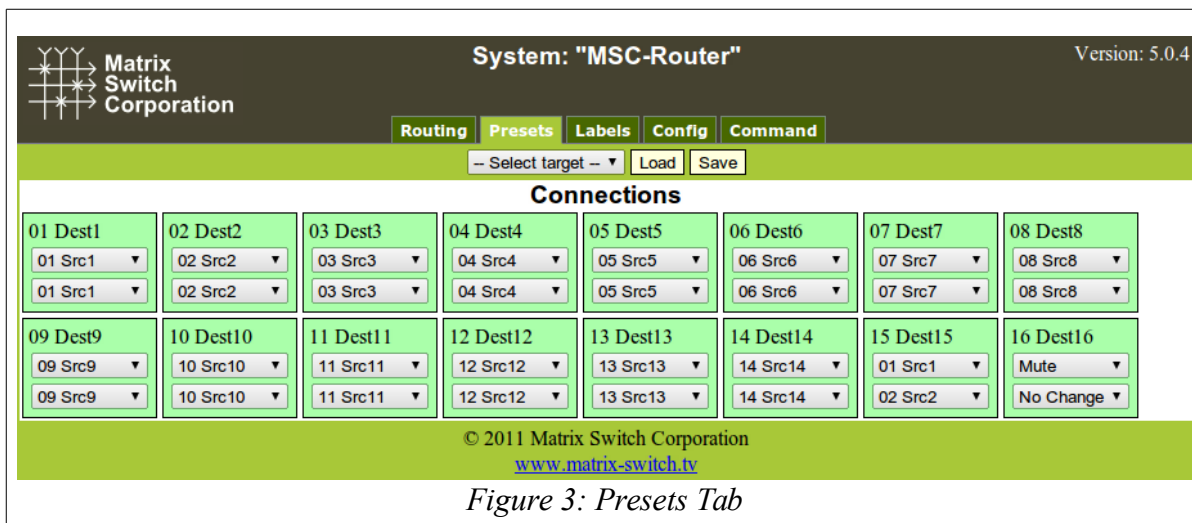 Matrix
Switch
Corporation
System: "MSC-Router"
Version: 5.0.4
Routing Presets Labels Config Command
-- Select target -- Load Save
Connections
01 Dest1 02 Dest2 03 Dest3 04 Dest4 05 Dest5 06 Dest6 07 Dest7 08 Dest8
01 Src1 02 Src2 03 Src3 04 Src4 05 Src5 06 Src6 07 Src7 08 Src8
01 Src1 02 Src2 03 Src3 04 Src4 05 Src5 06 Src6 07 Src7 08 Src8
09 Dest9 10 Dest10 11 Dest11 12 Dest12 13 Dest13 14 Dest14 15 Dest15 16 Dest16
09 Src9 10 Src10 11 Src11 12 Src12 13 Src13 14 Src14 01 Src1 Mute
09 Src9 10 Src10 11 Src11 12 Src12 13 Src13 14 Src14 02 Src2 No Change
© 2011 Matrix Switch Corporation
www.matrix-switch.tv
Figure 3: Presets Tab